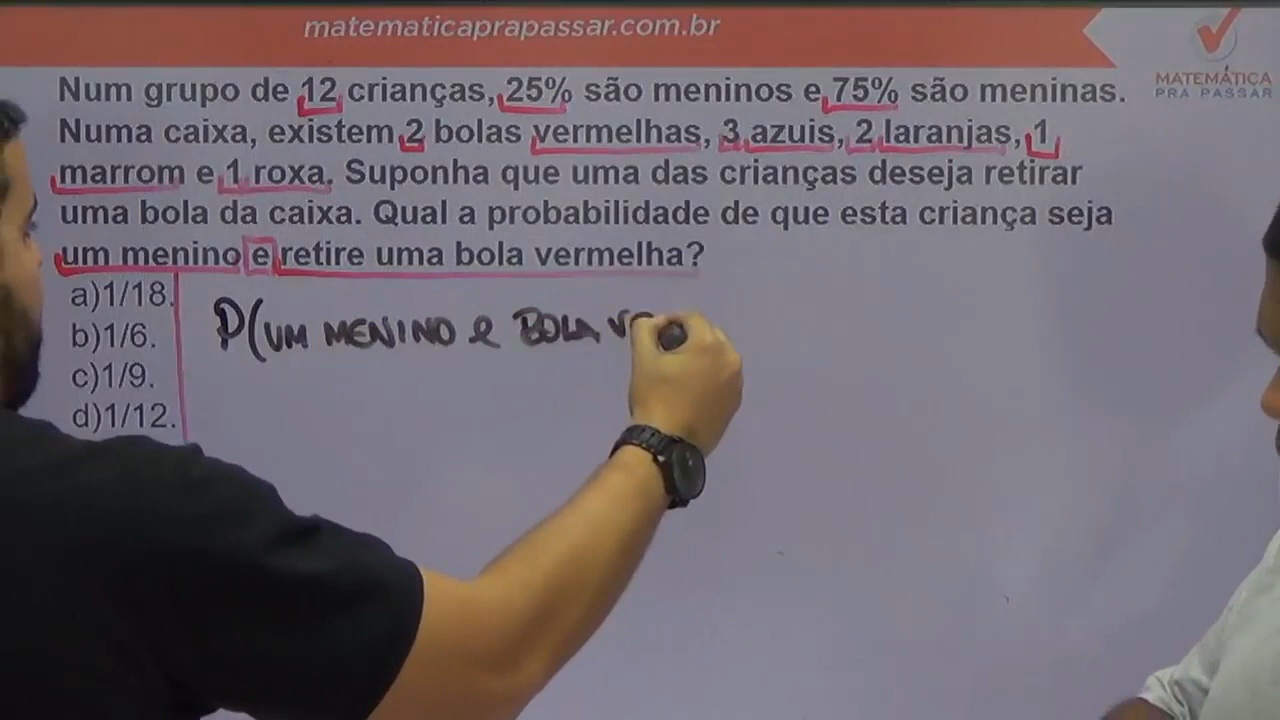 matematicaprapassar.com.br
MATEMÁTICA
PRA PASSAR
Num grupo de 12 crianças, 25% são meninos e 75% são meninas.
Numa caixa, existem 2 bolas vermelhas, 3 azuis, 2 laranjas, 1
marrom e 1 roxa. Suponha que uma das crianças deseja retirar
uma bola da caixa. Qual a probabilidade de que esta criança seja
um menino e retire uma bola vermelha?
a)1/18.
b)1/6.
c)1/9.
d)1/12.
P(UM MENINO e BOLA